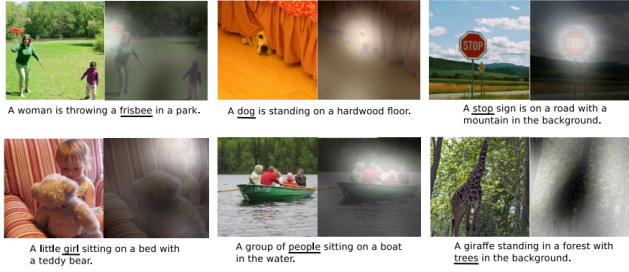 STOP
STOP
A woman is throwing a frisbee in a park.
A dog is standing on a hardwood floor.
A stop sign is on a road with a
mountain in the background.
A little girl sitting on a bed with
a teddy bear.
A group of people sitting on a boat
in the water.
A giraffe standing in a forest with
trees in the background.